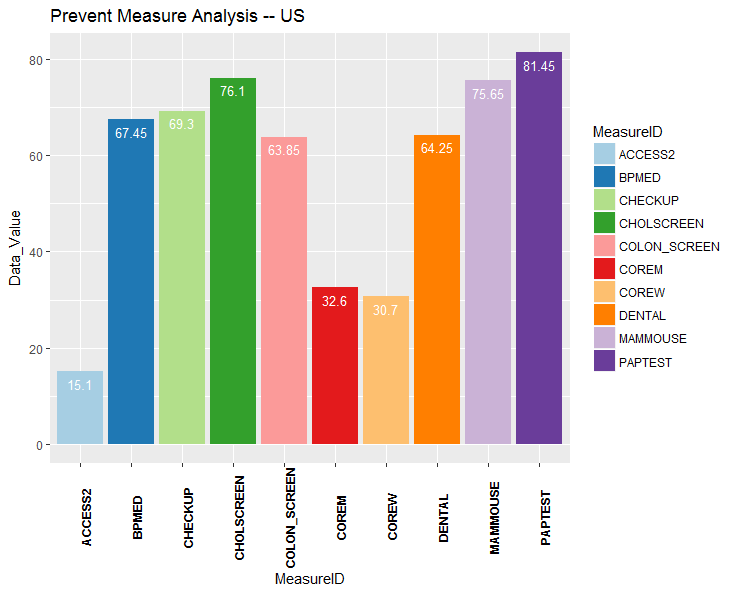 Prevent Measure Analysis -- US
Data_Value
80
60
40
20
0
15.1
67.45
69.3
76.1
63.85
32.6
30.7
64.25
75.65
81.45
ACCESS2
BPMED
CHECKUP
CHOLSCREEN
COLON_SCREEN
COREM
COREW
DENTAL
MAMMOUSE
PAPTEST
MeasureID
MeasureID
ACCESS2
BPMED
CHECKUP
CHOLSCREEN
COLON_SCREEN
COREM
COREW
DENTAL
MAMMOUSE
PAPTEST